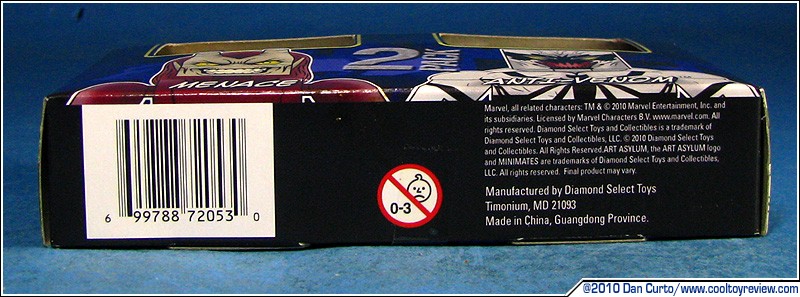 2 PACK
MENACE
ANTI-VENOM™
Marvel, all related characters: TM & © 2010 Marvel Entertainment, Inc. and
its subsidiaries. Licensed by Marvel Characters B.V. www.marvel.com. All
rights reserved. Diamond Select Toys and Collectibles is a trademark of
Diamond Select Toys and Collectibles, LLC. © 2010 Diamond Select Toys
and Collectibles. All Rights Reserved.ART ASYLUM, the ART ASYLUM logo
and MINIMATES are trademarks of Diamond Select Toys and Collectibles,
LLC. All rights reserved. Final product may vary.
Manufactured by Diamond Select Toys
Timonium, MD 21093
Made in China, Guangdong Province.
0-3
6 99788 72053 0
@2010 Dan Curto/www.cooltoyreview.com